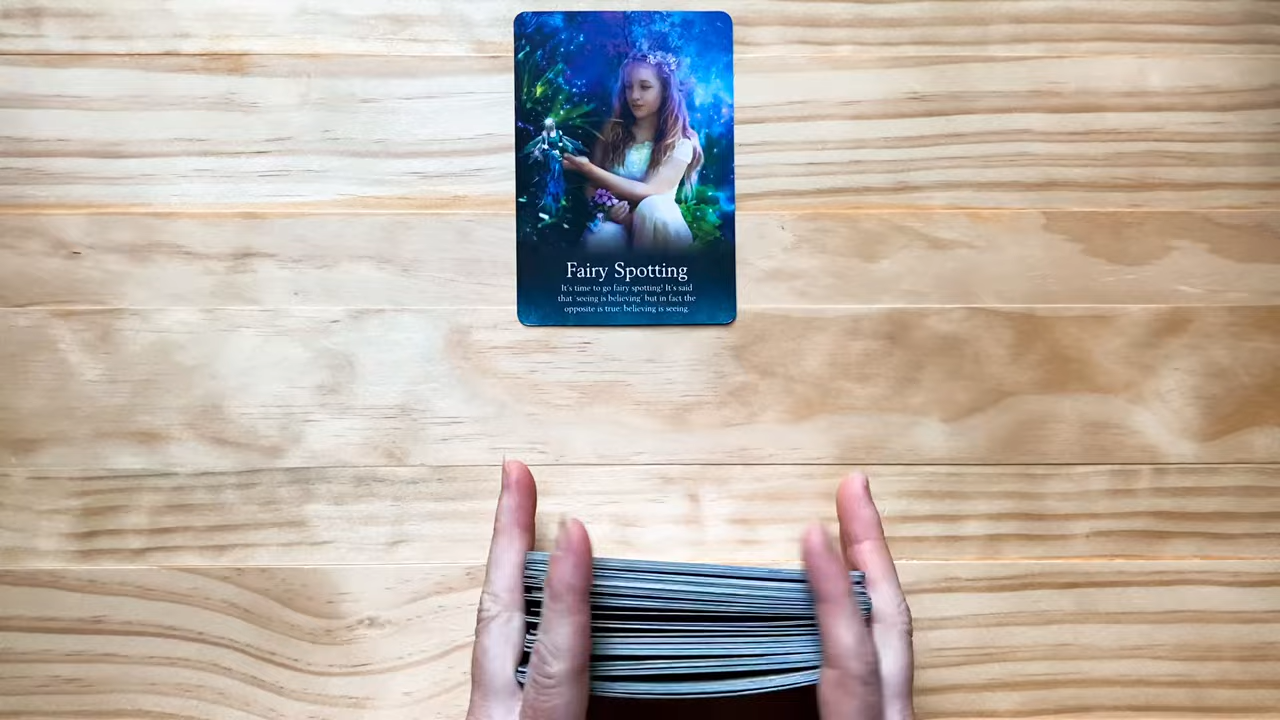 Fairy Spotting
It's time to go fairy spotting! It's said
that 'seeing is believing' but in fact the
opposite is true: believing is seeing.